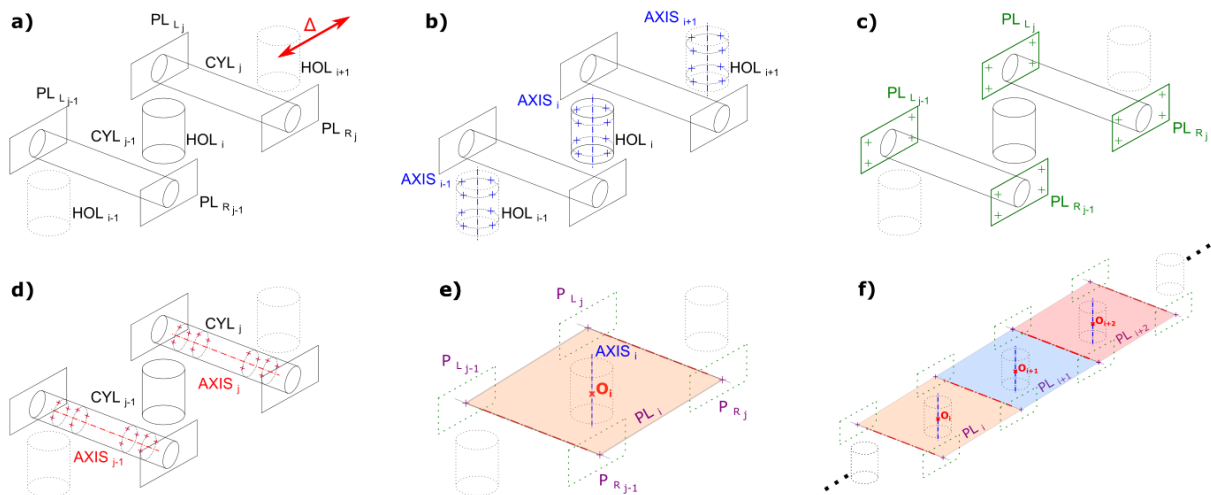 a)
PL L j
Δ
CYL j
HOL i+1
PL L j-1
CYL j-1
HOL i
PL R j
HOL i-1
PL R j-1
b)
AXIS i+1
HOL i+1
AXIS i
HOL i
AXIS i-1
HOL i-1
c)
PL L j
PL L j-1
PL R j
PL R j-1
d)
CYL j
CYL j-1
AXIS j
AXIS j-1
e)
P L j
AXIS i
P L j-1
O i
PL i
P R j
P R j-1
f)
O i+2
PL i+2
O i+1
PL i+1
O i
PL i